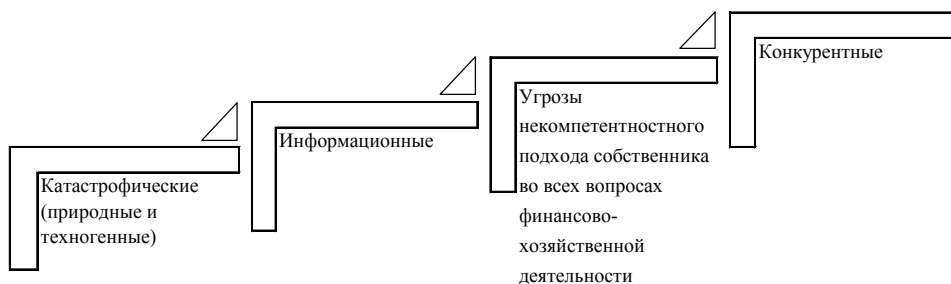 Катастрофические
(природные и
техногенные)
Информационные
Угрозы
некомпетентностного
подхода собственника
во всех вопросах
финансово-
хозяйственной
деятельности
Конкурентные